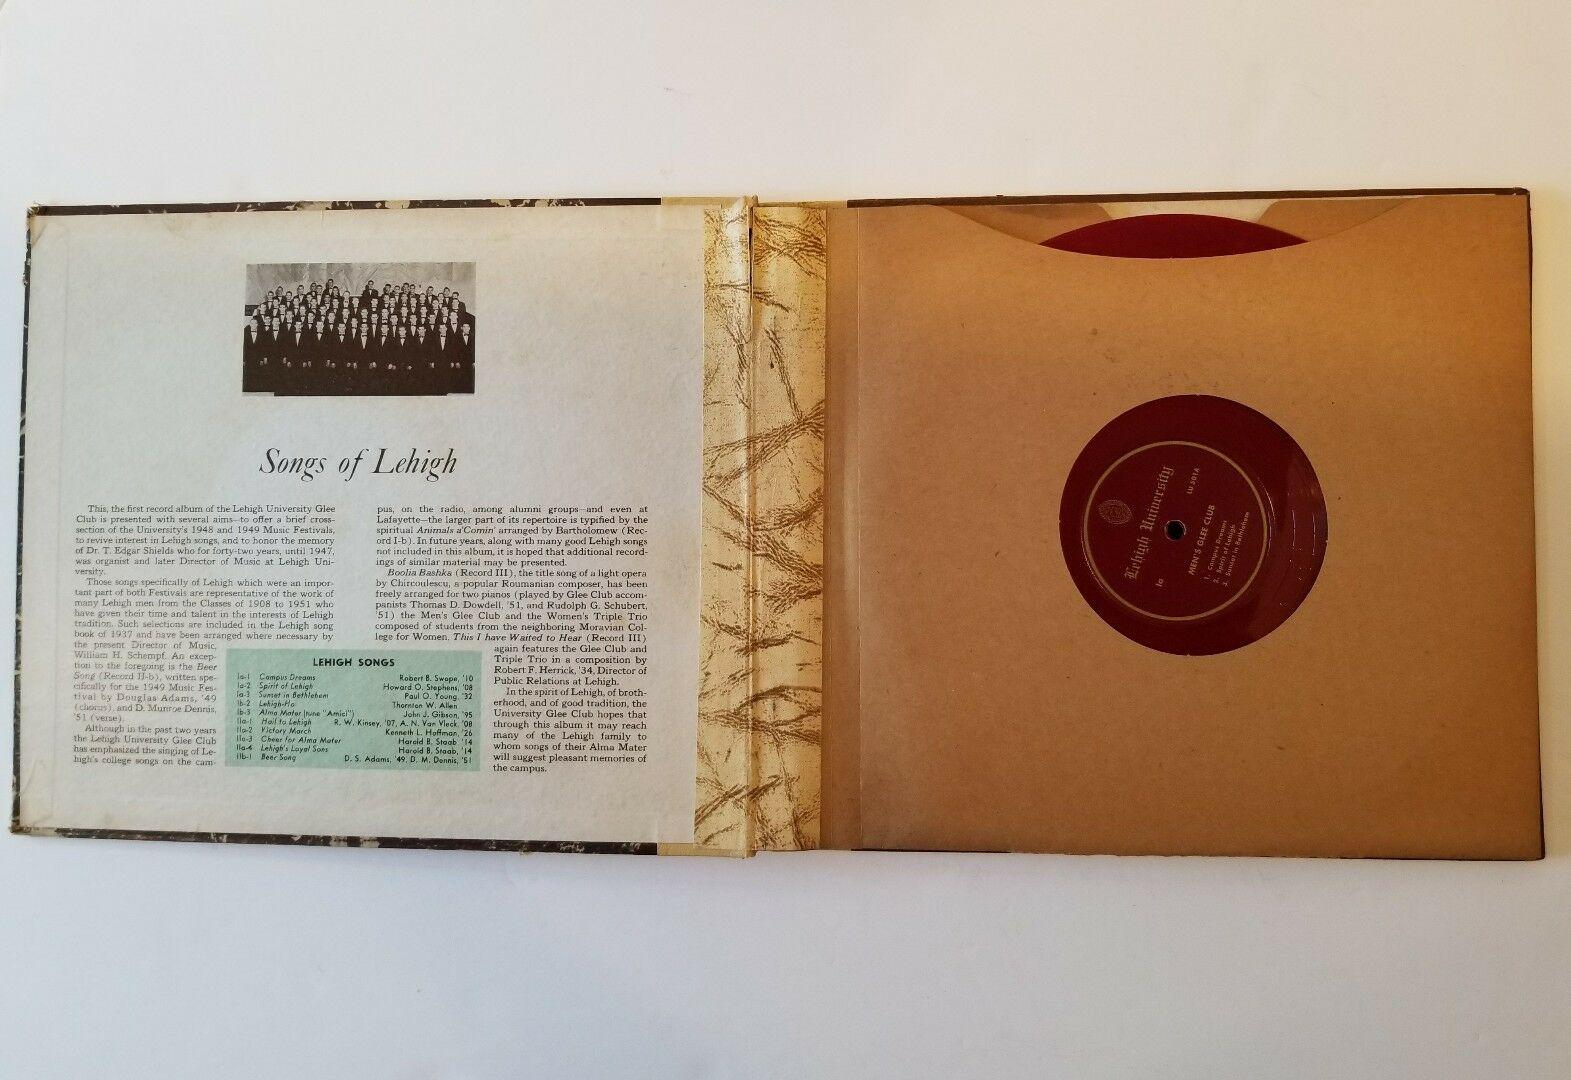 Songs of Lehigh
This, the first record album of the Lehigh University Glee
Club is presented with several aims—to offer a brief cross-
section of the University's 1948 and 1949 Music Festivals,
to revive interest in Lehigh songs, and to honor the memory
of Dr. T. Edgar Shields who for forty-two years, until 1947,
was organist and later Director of Music at Lehigh Uni-
versity.
Those songs specifically of Lehigh which were an impor-
tant part of both Festivals are representative of the work of
many Lehigh men from the Classes of 1908 to 1951 who
have given their time and talent in the interests of Lehigh
tradition. Such selections are included in the Lehigh song
book of 1937 and have been arranged where necessary by
the present Director of Music,
William H. Schempf. An excep-
tion to the foregoing is the Beer
Song (Record II-b), written spe-
cifically for the 1949 Music Fes-
tival by Douglas Adams, '49
(chorus), and D. Munroe Dennis,
'51 (verse).
Although in the past two years
the Lehigh University Glee Club
has emphasized the singing of Le-
high's college songs on the cam-
pus, on the radio, among alumni groups—and even at
Lafayette—the larger part of its repertoire is typified by the
spiritual Animals a'Comin' arranged by Bartholomew (Rec-
ord I-b). In future years, along with many good Lehigh songs
not included in this album, it is hoped that additional record-
ings of similar material may be presented.
Boolia Bashka (Record III), the title song of a light opera
by Chirculescu, a popular Roumanian composer, has been
freely arranged for two pianos (played by Glee Club accom-
panists Thomas D. Dowdell, '51, and Rudolph G. Schubert,
'51) the Men's Glee Club and the Women's Triple Trio
composed of students from the neighboring Moravian Col-
lege for Women. This I have Waited to Hear (Record III)
again features the Glee Club and
Triple Trio in a composition by
Robert F. Herrick, '34, Director of
Public Relations at Lehigh.
In the spirit of Lehigh, of broth-
erhood, and of good tradition, the
University Glee Club hopes that
through this album it may reach
many of the Lehigh family to
whom songs of their Alma Mater
will suggest pleasant memories of
the campus.
LEHIGH SONGS
Ia-1 Campus Dreams Robert B. Swope, '10
Ia-2 Spirit of Lehigh Howard O. Stephens, '08
Ia-3 Sunset in Bethlehem Paul O. Young, '32
Ib-2 Lehigh-Ho Thornton W. Allen
Ib-3 Alma Mater (tune "Amici") John J. Gibson, '95
IIa-1 Hail to Lehigh R. W. Kinsey, '07, A. N. Van Vleck, '08
IIa-2 Victory March Kenneth L. Hoffman, '26
IIa-3 Cheer for Alma Mater Harold B. Staab '14
IIa-4 Lehigh's Loyal Sons Harold B. Staab, '14
IIb-1 Beer Song D. S. Adams, '49, D. M. Dennis, '51
Lehigh University
Ia LU 501A
MEN'S GLEE CLUB
1. Campus Dreams
2. Spirit of Lehigh
3. Sunset in Bethlehem